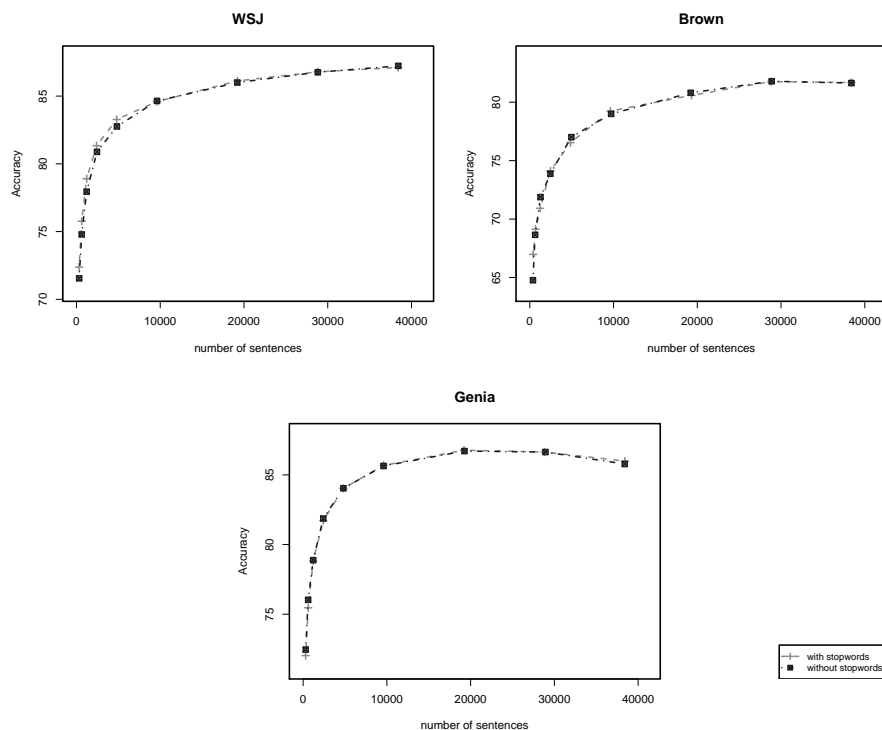 WSJ
Accuracy
70 75 80 85
0 10000 20000 30000 40000
number of sentences
Brown
Accuracy
65 70 75 80
0 10000 20000 30000 40000
number of sentences
Genia
Accuracy
75 80 85
0 10000 20000 30000 40000
number of sentences
with stopwords
without stopwords